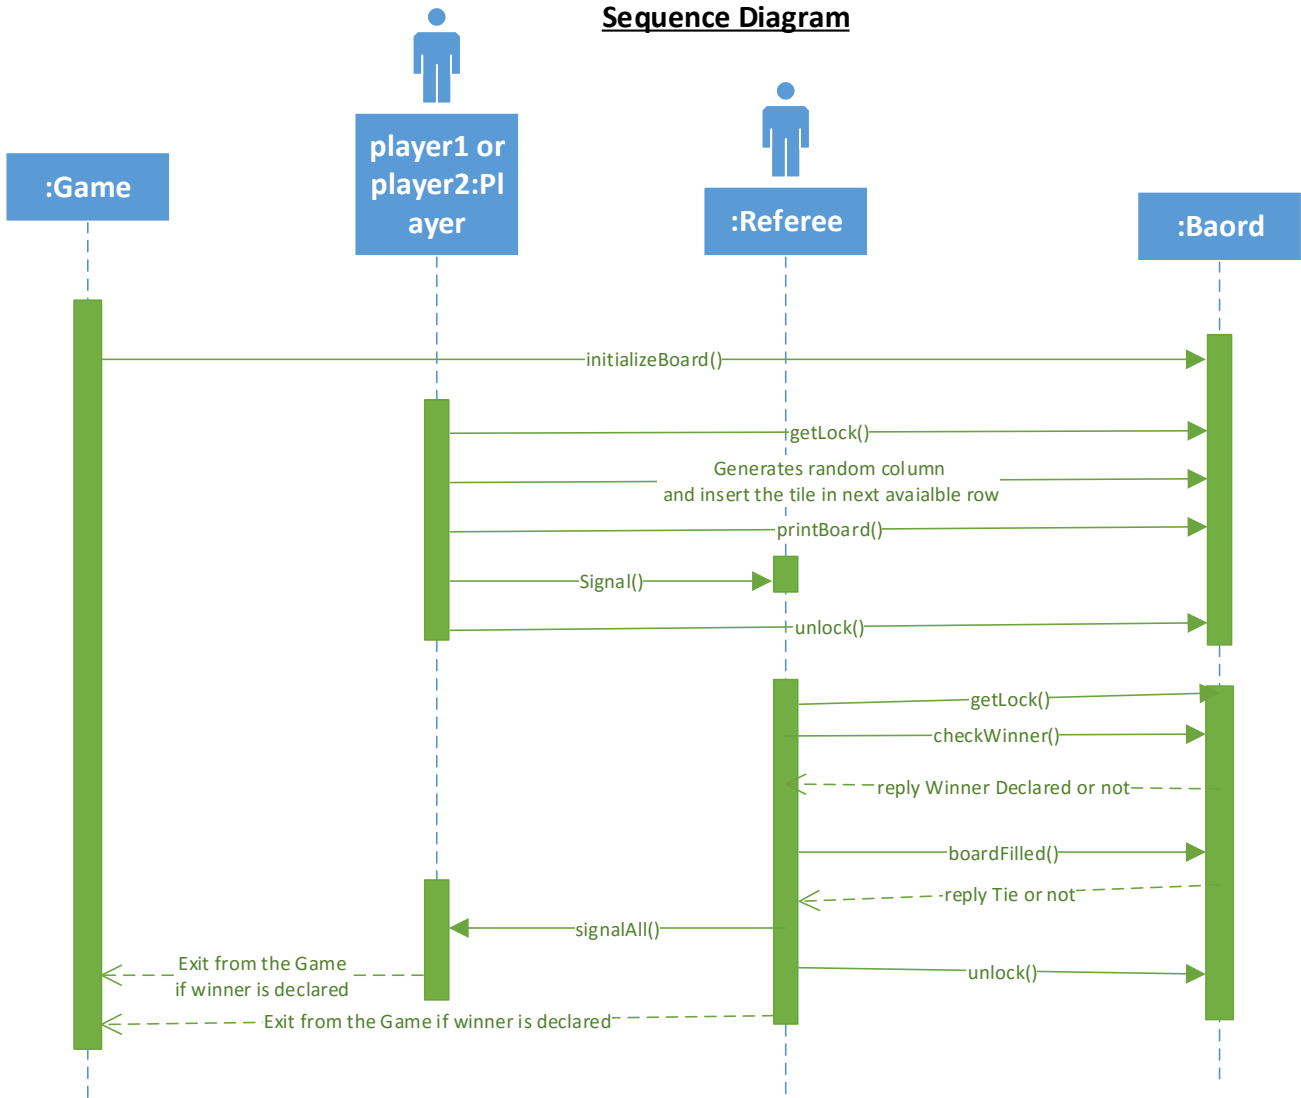 Sequence Diagram
player1 or
player2:Pl
ayer
:Game
:Referee
:Baord
initializeBoard()
getLock()
Generates random column
and insert the tile in next avaialble row
printBoard()
Signal()
unlock()
getLock()
checkWinner()
reply Winner Declared or not
boardFilled()
reply Tie or not
signalAll()
Exit from the Game
if winner is declared
unlock()
Exit from the Game if winner is declared